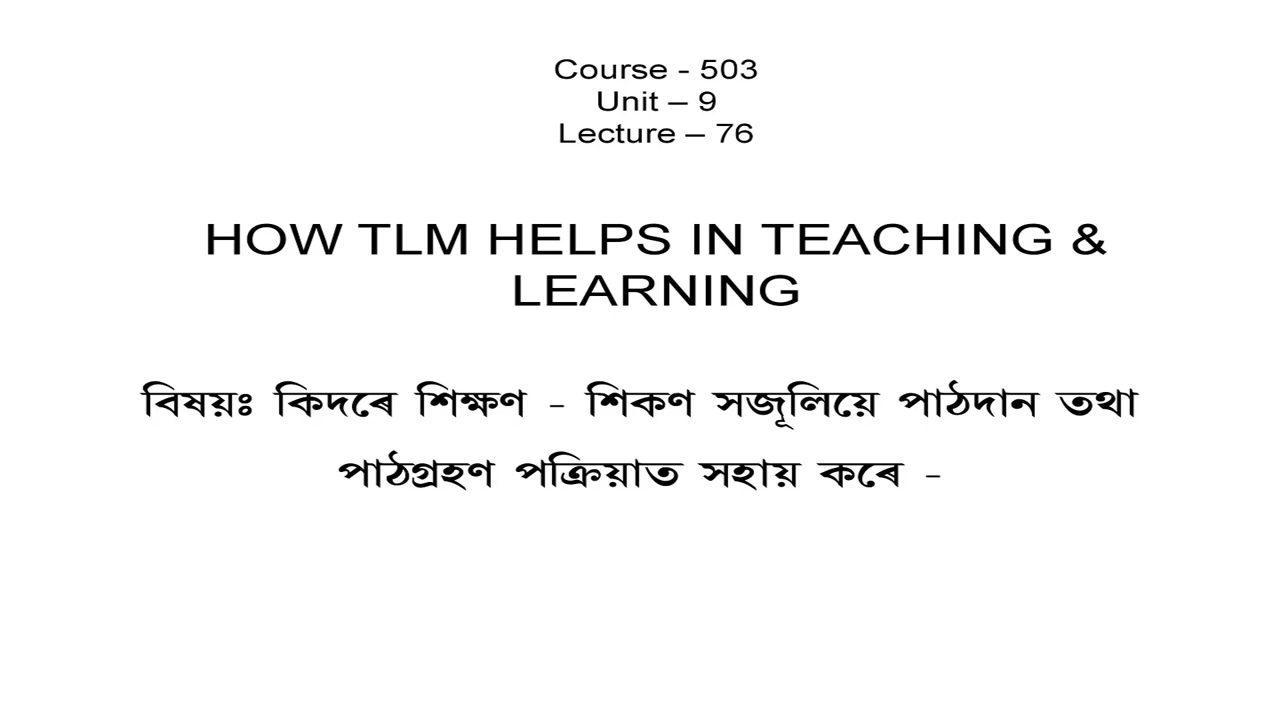 Course - 503
Unit – 9
Lecture – 76
HOW TLM HELPS IN TEACHING &
LEARNING
বিষয়ঃ কিদৰে শিক্ষণ - শিকণ সজূলিয়ে পাঠদান তথা
পাঠগ্ৰহণ পক্ৰিয়াত সহায় কৰে -